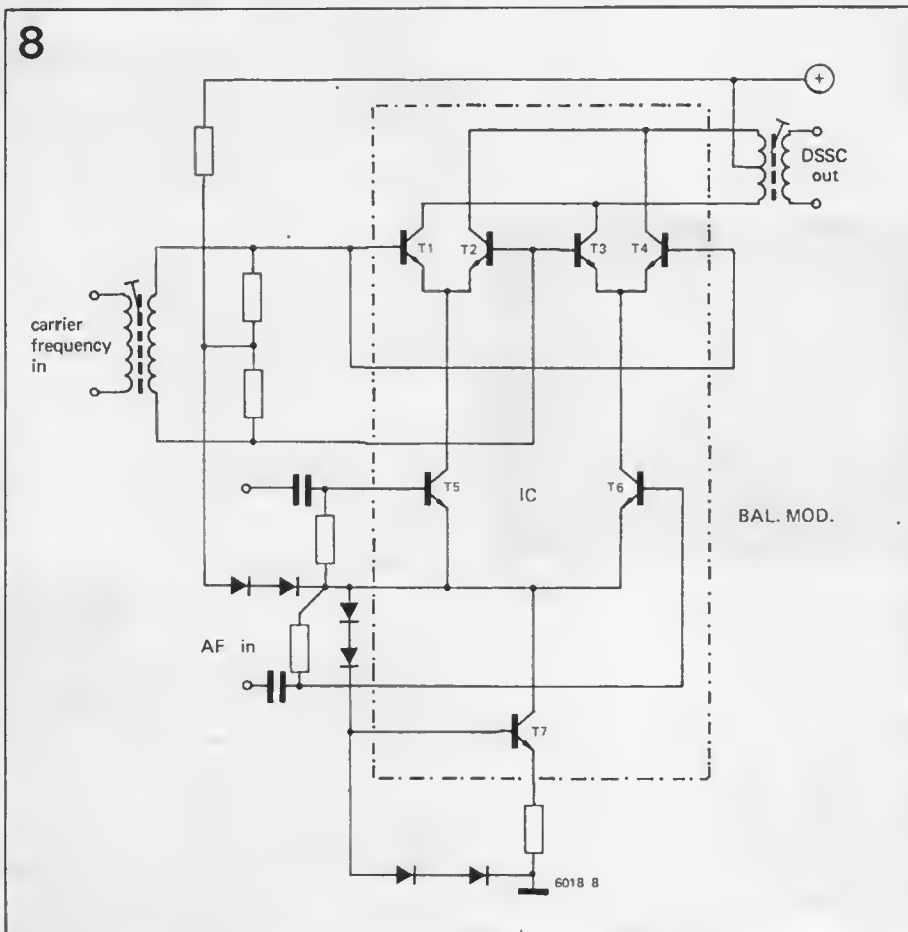 8
+
DSSC
out
T1
T2
T3
T4
carrier
frequency
in
T5
IC
T6
BAL. MOD.
AF in
T7
6018 8